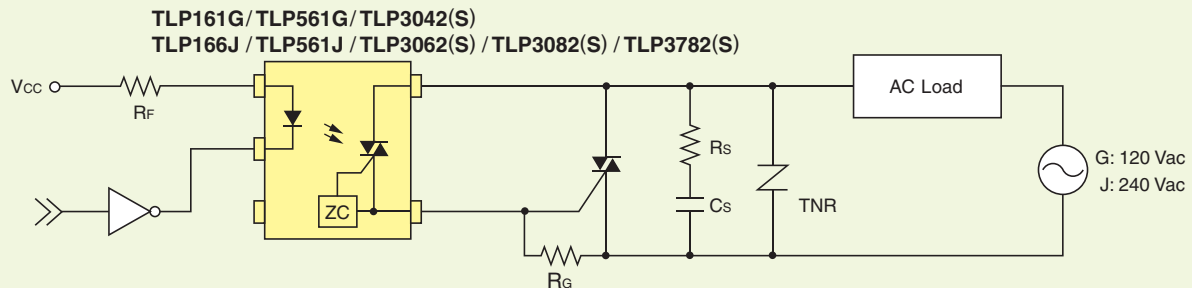 TLP161G/TLP561G/TLP3042(S)
TLP166J/TLP561J/TLP3062(S)/TLP3082(S)/TLP3782(S)
VCC
RF
ZC
RG
RS
CS
TNR
AC Load
G: 120 Vac
J: 240 Vac